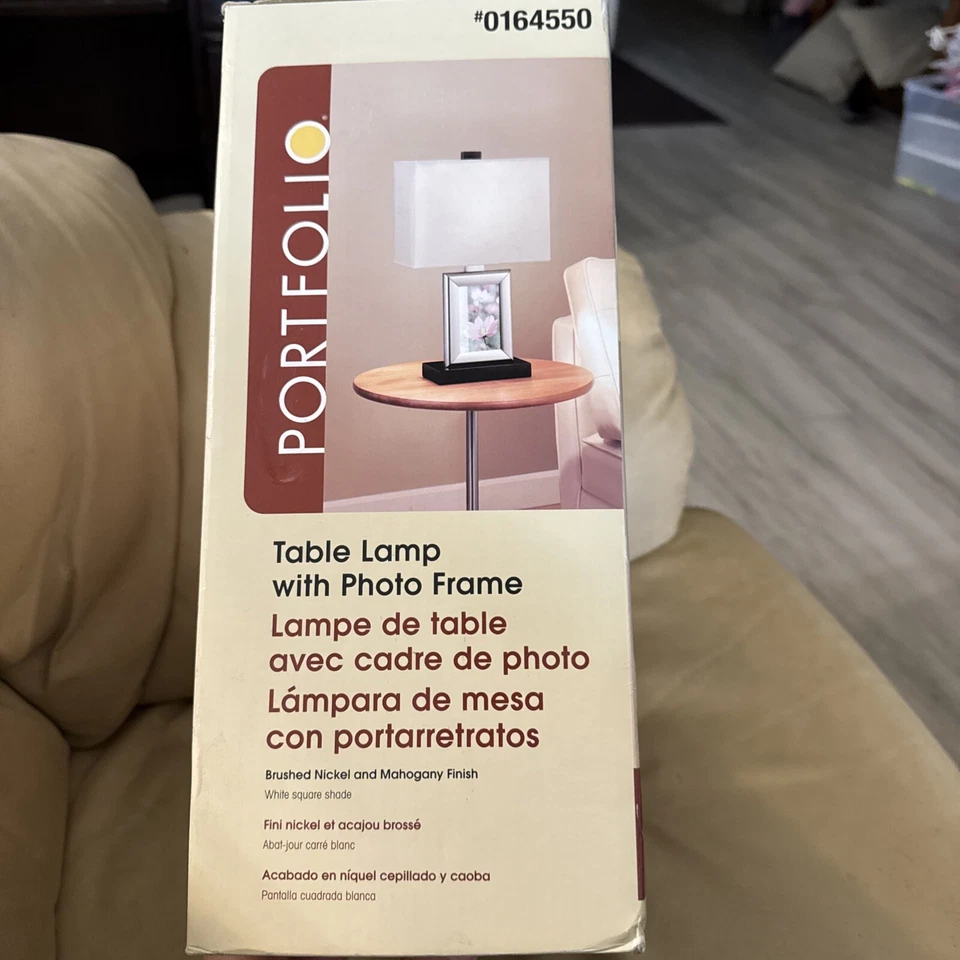 #0164550
PORTFOLIO
Table Lamp
with Photo Frame
Lampe de table
avec cadre de photo
Lámpara de mesa
con portarretratos
Brushed Nickel and Mahogany Finish
White square shade
Fini nickel et acajou brossé
Abat-jour carré blanc
Acabado en níquel cepillado y caoba
Pantalla cuadrada blanca